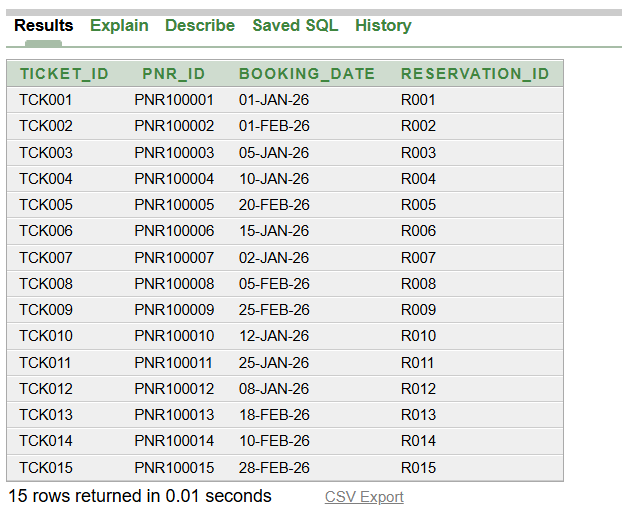 Results Explain Describe Saved SQL History
TICKET_ID PNR_ID BOOKING_DATE RESERVATION_ID
TCK001 PNR100001 01-JAN-26 R001
TCK002 PNR100002 01-FEB-26 R002
TCK003 PNR100003 05-JAN-26 R003
TCK004 PNR100004 10-JAN-26 R004
TCK005 PNR100005 20-FEB-26 R005
TCK006 PNR100006 15-JAN-26 R006
TCK007 PNR100007 02-JAN-26 R007
TCK008 PNR100008 05-FEB-26 R008
TCK009 PNR100009 25-FEB-26 R009
TCK010 PNR100010 12-JAN-26 R010
TCK011 PNR100011 25-JAN-26 R011
TCK012 PNR100012 08-JAN-26 R012
TCK013 PNR100013 18-FEB-26 R013
TCK014 PNR100014 10-FEB-26 R014
TCK015 PNR100015 28-FEB-26 R015
15 rows returned in 0.01 seconds CSV Export